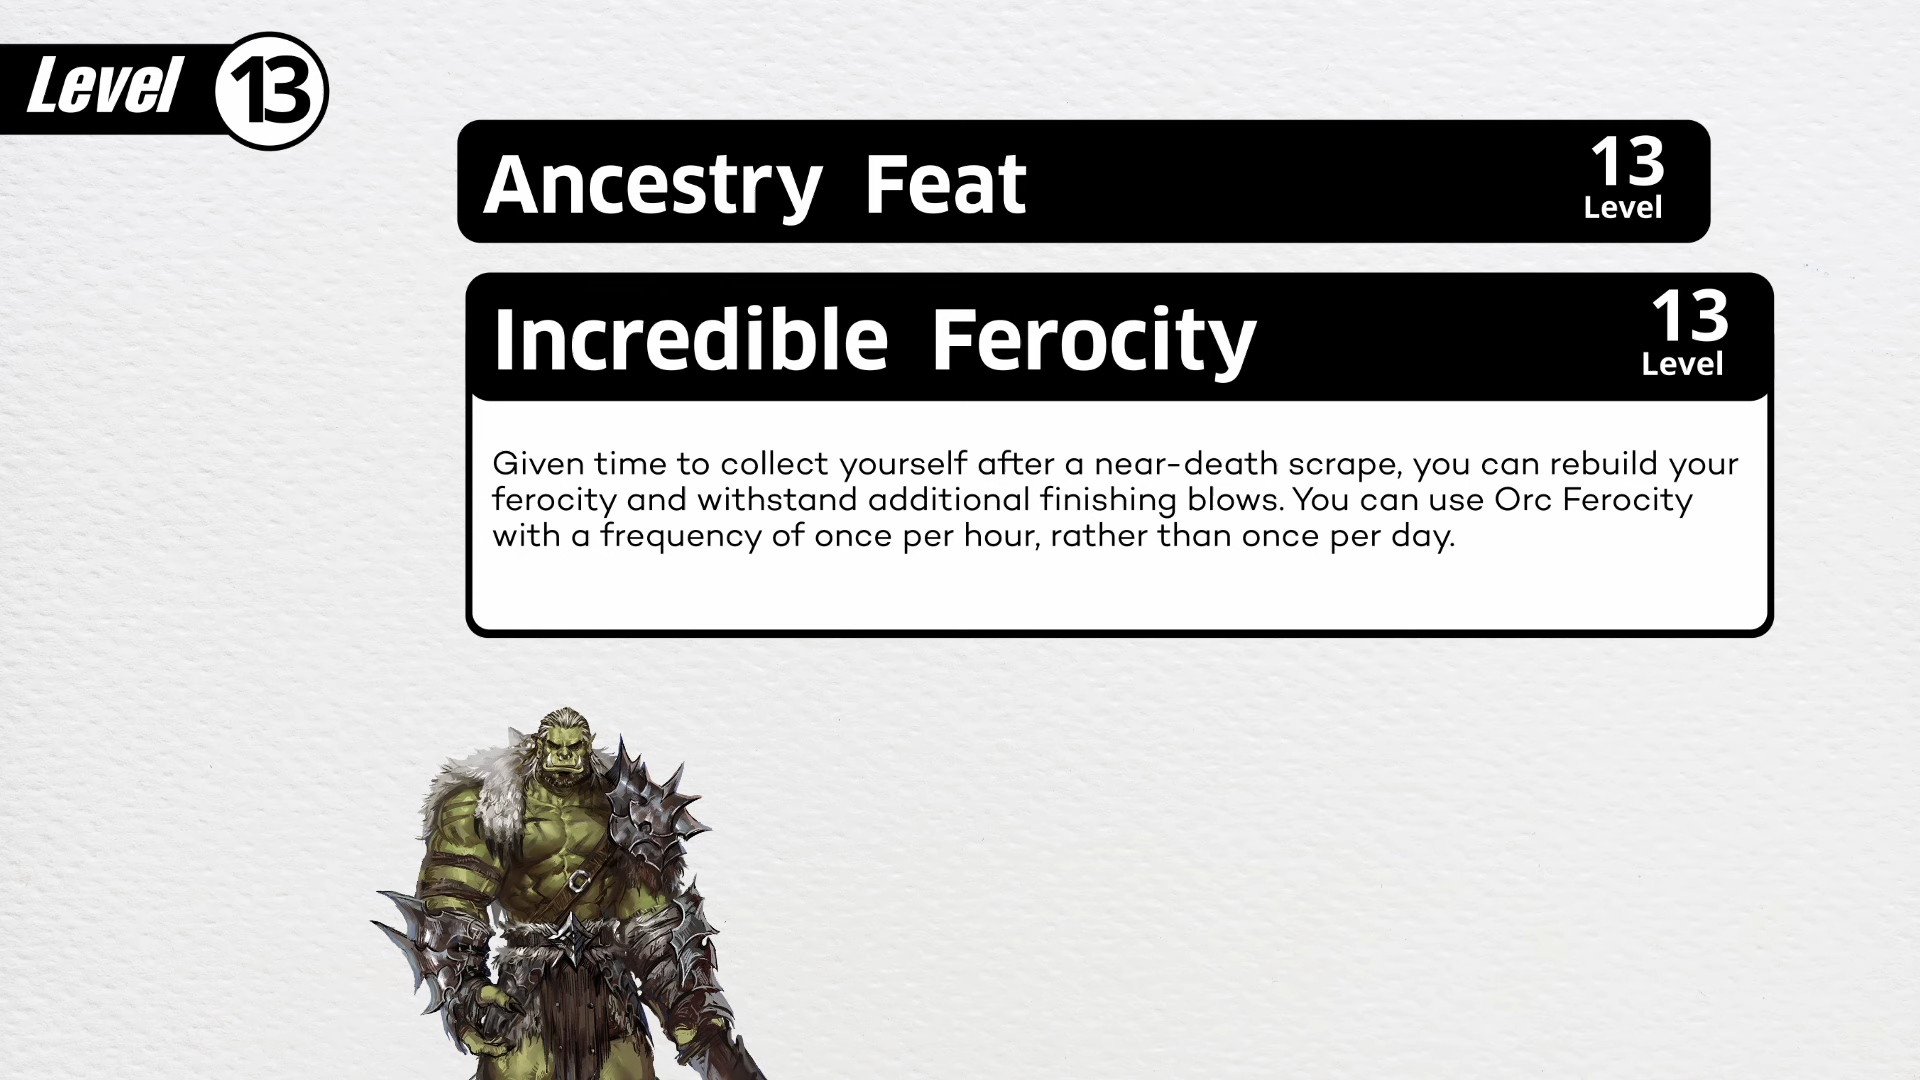 Level 13
Ancestry Feat
13
Level
Incredible Ferocity
13
Level
Given time to collect yourself after a near-death scrape, you can rebuild your
ferocity and withstand additional finishing blows. You can use Orc Ferocity
with a frequency of once per hour, rather than once per day.